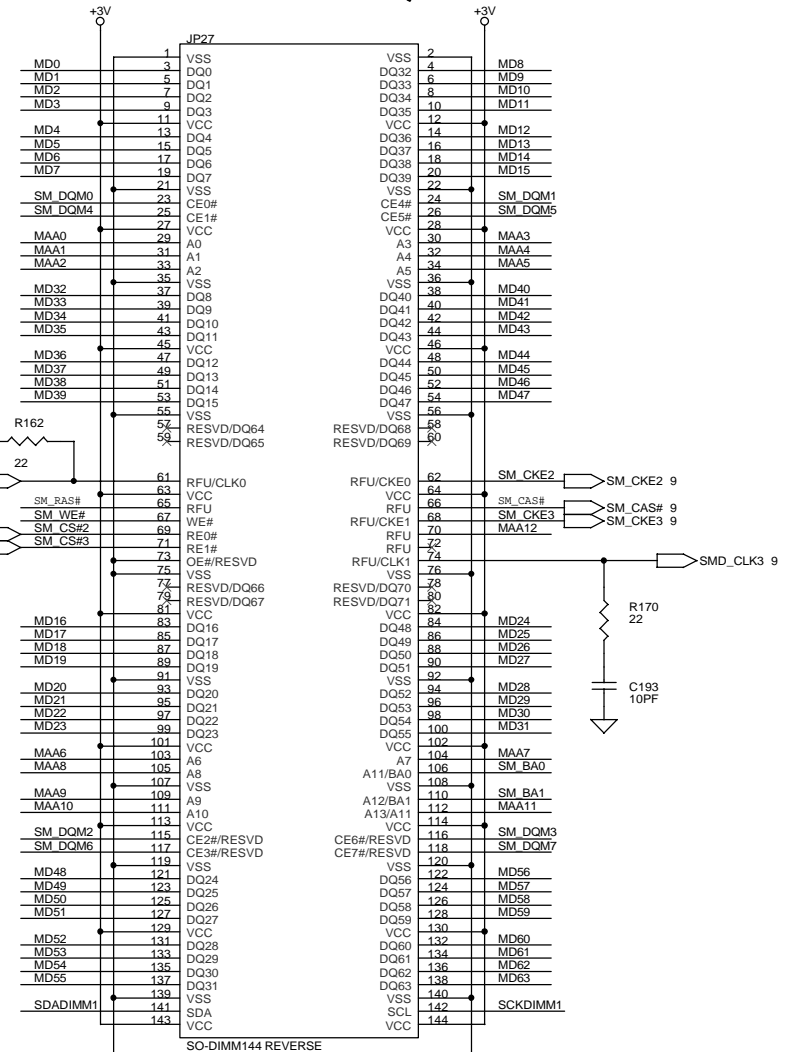 +3V +3V
JP27
1 VSS VSS 2
MD0 3 DQ0 DQ32 4 MD8
MD1 5 DQ1 DQ33 6 MD9
MD2 7 DQ2 DQ34 8 MD10
MD3 9 DQ3 DQ35 10 MD11
11 VCC VCC 12
MD4 13 DQ4 DQ36 14 MD12
MD5 15 DQ5 DQ37 16 MD13
MD6 17 DQ6 DQ38 18 MD14
MD7 19 DQ7 DQ39 20 MD15
21 VSS VSS 22
SM_DQM0 23 CE0# CE4# 24 SM_DQM1
SM_DQM4 25 CE1# CE5# 26 SM_DQM5
27 VCC VCC 28
MAA0 29 A0 A3 30 MAA3
MAA1 31 A1 A4 32 MAA4
MAA2 33 A2 A5 34 MAA5
35 VSS VSS 36
MD32 37 DQ8 DQ40 38 MD40
MD33 39 DQ9 DQ41 40 MD41
MD34 41 DQ10 DQ42 42 MD42
MD35 43 DQ11 DQ43 44 MD43
45 VCC VCC 46
MD36 47 DQ12 DQ44 48 MD44
MD37 49 DQ13 DQ45 50 MD45
MD38 51 DQ14 DQ46 52 MD46
MD39 53 DQ15 DQ47 54 MD47
55 VSS VSS 56
57 RESVD/DQ64 RESVD/DQ68 58
59 RESVD/DQ65 RESVD/DQ69 60
R162
22
61 RFU/CLK0 RFU/CKE0 62 SM_CKE2 SM_CKE2 9
63 VCC VCC 64
SM_RAS# 65 RFU RFU 66 SM_CAS# SM_CAS# 9
SM_WE# 67 WE# RFU/CKE1 68 SM_CKE3 SM_CKE3 9
SM_CS#2 69 RE0# RFU 70 MAA12
SM_CS#3 71 RE1# RFU 72
73 OE#/RESVD RFU/CLK1 74 SMD_CLK3 9
75 VSS VSS 76
77 RESVD/DQ66 RESVD/DQ70 78
79 RESVD/DQ67 RESVD/DQ71 80
81 VCC VCC 82
MD16 83 DQ16 DQ48 84 MD24
MD17 85 DQ17 DQ49 86 MD25
MD18 87 DQ18 DQ50 88 MD26
MD19 89 DQ19 DQ51 90 MD27
R170
22
91 VSS VSS 92
MD20 93 DQ20 DQ52 94 MD28
MD21 95 DQ21 DQ53 96 MD29
MD22 97 DQ22 DQ54 98 MD30
MD23 99 DQ23 DQ55 100 MD31
C193
10PF
101 VCC VCC 102
MAA6 103 A6 A7 104 MAA7
MAA8 105 A8 A11/BA0 106 SM_BA0
107 VSS VSS 108
MAA9 109 A9 A12/BA1 110 SM_BA1
MAA10 111 A10 A13/A11 112 MAA11
113 VCC VCC 114
SM_DQM2 115 CE2#/RESVD CE6#/RESVD 116 SM_DQM3
SM_DQM6 117 CE3#/RESVD CE7#/RESVD 118 SM_DQM7
119 VSS VSS 120
MD48 121 DQ24 DQ56 122 MD56
MD49 123 DQ25 DQ57 124 MD57
MD50 125 DQ26 DQ58 126 MD58
MD51 127 DQ27 DQ59 128 MD59
129 VCC VCC 130
MD52 131 DQ28 DQ60 132 MD60
MD53 133 DQ29 DQ61 134 MD61
MD54 135 DQ30 DQ62 136 MD62
MD55 137 DQ31 DQ63 138 MD63
139 VSS VSS 140
SDADIMM1 141 SDA SCL 142 SCKDIMM1
143 VCC VCC 144
SO-DIMM144 REVERSE